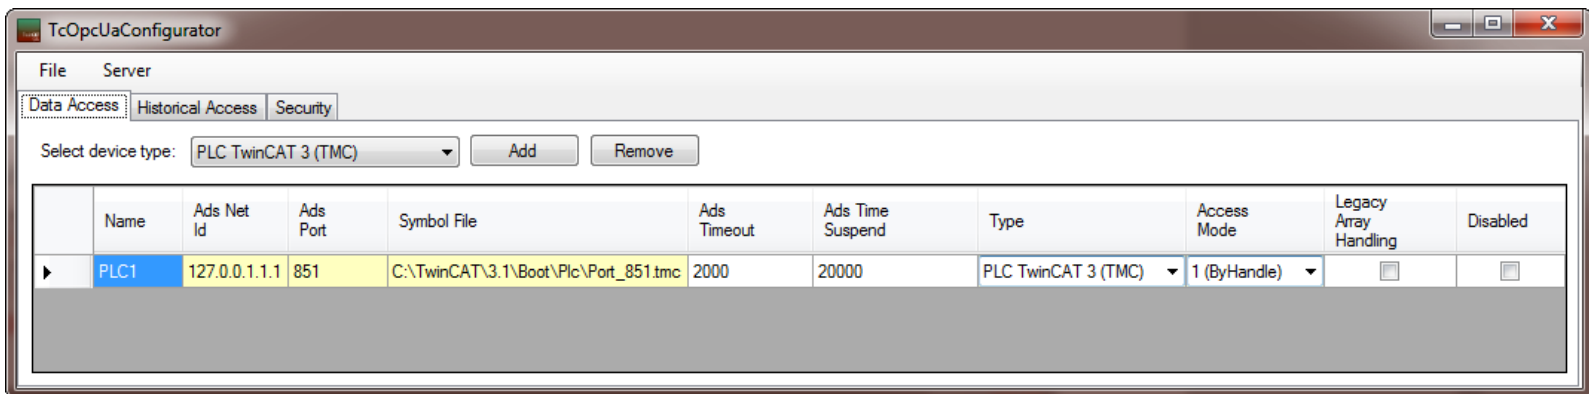 TcOpcUaConfigurator
File Server
Data Access Historical Access Security
Select device type: PLC TwinCAT 3 (TMC) Add Remove
Name Ads Net Id Ads Port Symbol File Ads Timeout Ads Time Suspend Type Access Mode Legacy Array Handling Disabled
PLC1 127.0.0.1.1.1 851 C:\TwinCAT\3.1\Boot\Plc\Port_851.tmc 2000 20000 PLC TwinCAT 3 (TMC) 1 (ByHandle)